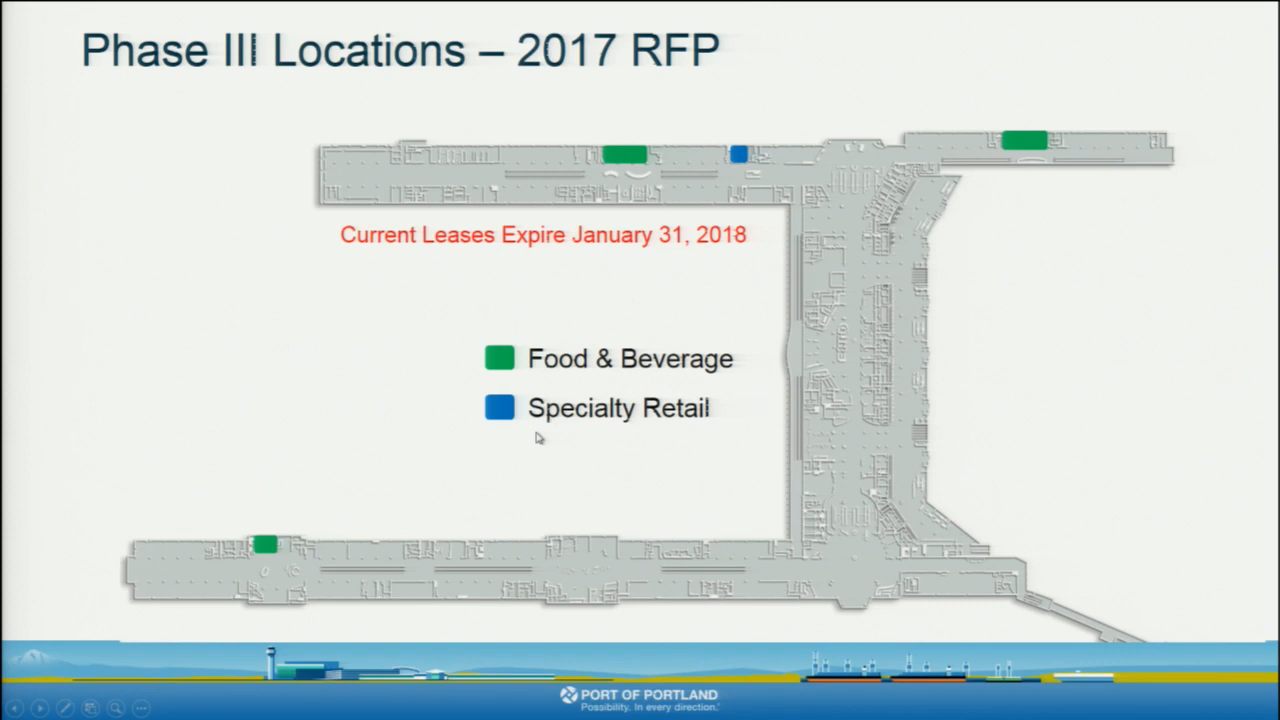 Phase III Locations – 2017 RFP
Current Leases Expire January 31, 2018
Food & Beverage
Specialty Retail
PORT OF PORTLAND
Possibility. In every direction.